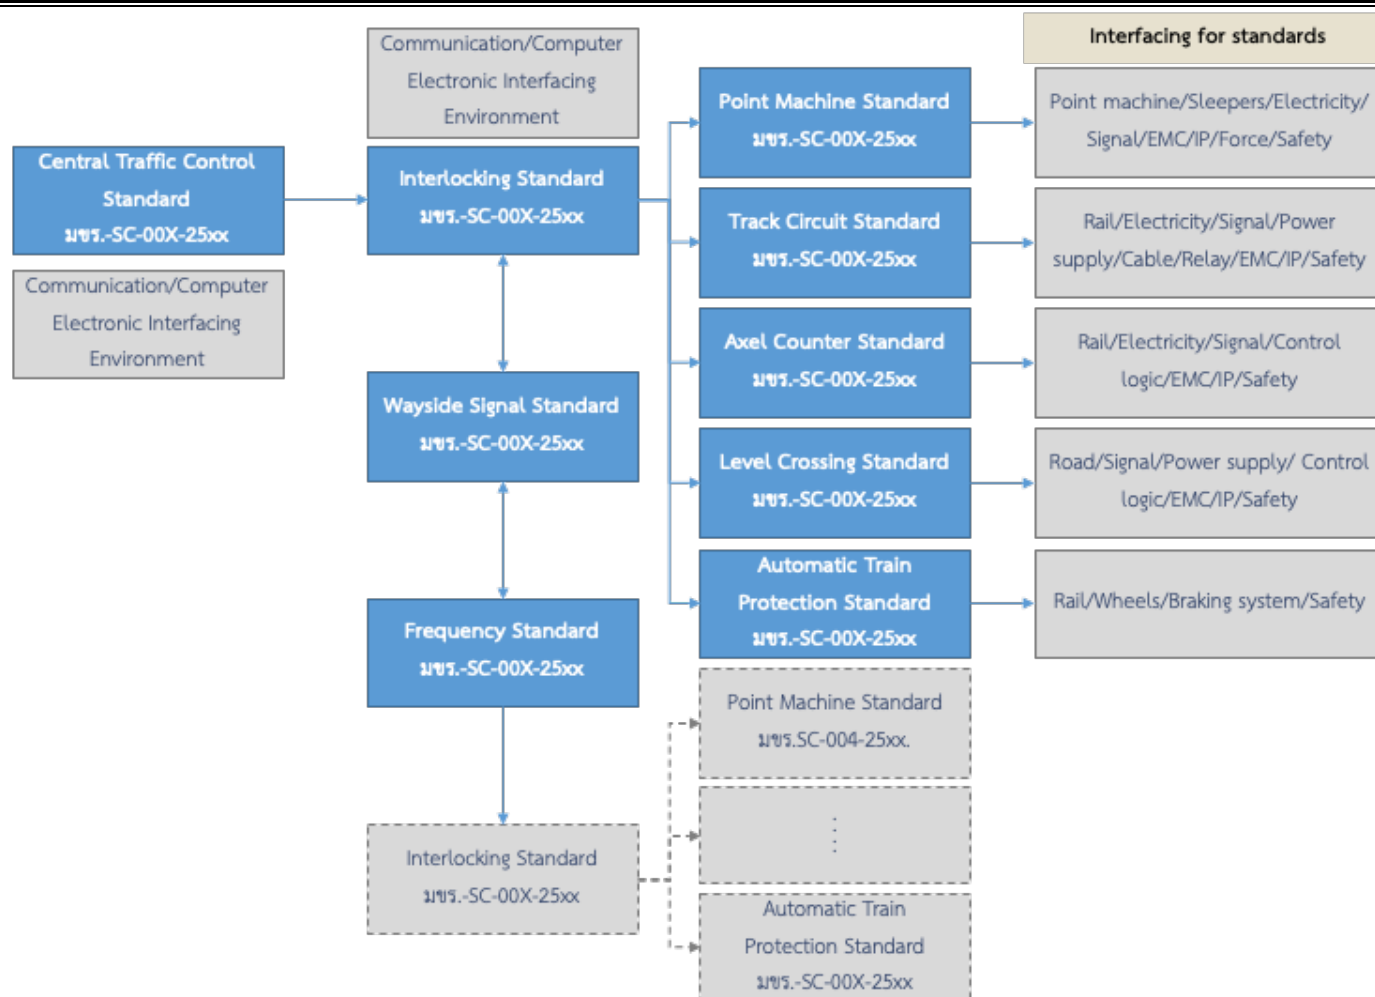 Interfacing for standards
Communication/Computer
Electronic Interfacing
Environment
Central Traffic Control
Standard
มขร.-SC-00X-25xx
Communication/Computer
Electronic Interfacing
Environment
Interlocking Standard
มขร.-SC-00X-25xx
Wayside Signal Standard
มขร.-SC-00X-25xx
Frequency Standard
มขร.-SC-00X-25xx
Interlocking Standard
มขร.-SC-00X-25xx
Point Machine Standard
มขร.-SC-00X-25xx
Point machine/Sleepers/Electricity/
Signal/EMC/IP/Force/Safety
Track Circuit Standard
มขร.-SC-00X-25xx
Rail/Electricity/Signal/Power
supply/Cable/Relay/EMC/IP/Safety
Axel Counter Standard
มขร.-SC-00X-25xx
Rail/Electricity/Signal/Control
logic/EMC/IP/Safety
Level Crossing Standard
มขร.-SC-00X-25xx
Road/Signal/Power supply/ Control
logic/EMC/IP/Safety
Automatic Train
Protection Standard
มขร.-SC-00X-25xx
Rail/Wheels/Braking system/Safety
Point Machine Standard
มขร.SC-004-25xx.
⋮
Automatic Train
Protection Standard
มขร.-SC-00X-25xx